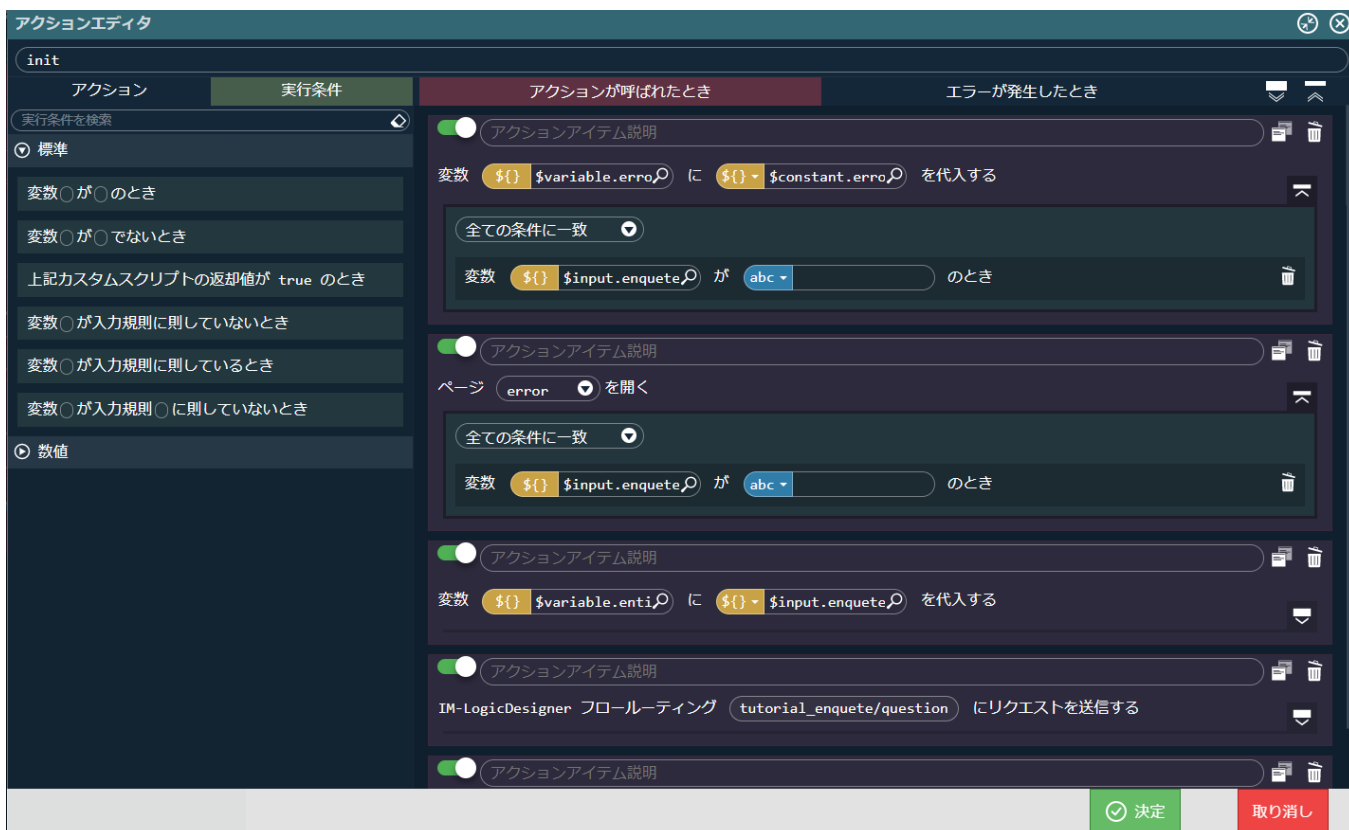 アクションエディタ
init
アクション
実行条件
実行条件を検索
標準
変数 が のとき
変数 が でないとき
上記カスタムスクリプトの返却値が true のとき
変数 が入力規則に則していないとき
変数 が入力規則に則しているとき
変数 が入力規則 に則していないとき
数値
アクションが呼ばれたとき
エラーが発生したとき
アクションアイテム説明
変数 ${} $variable.erro に ${} $constant.erro を代入する
全ての条件に一致
変数 ${} $input.enquete が abc のとき
アクションアイテム説明
ページ error を開く
全ての条件に一致
変数 ${} $input.enquete が abc のとき
アクションアイテム説明
変数 ${} $variable.enti に ${} $input.enquete を代入する
アクションアイテム説明
IM-LogicDesigner フロールーティング tutorial_enquete/question にリクエストを送信する
アクションアイテム説明
決定
取り消し